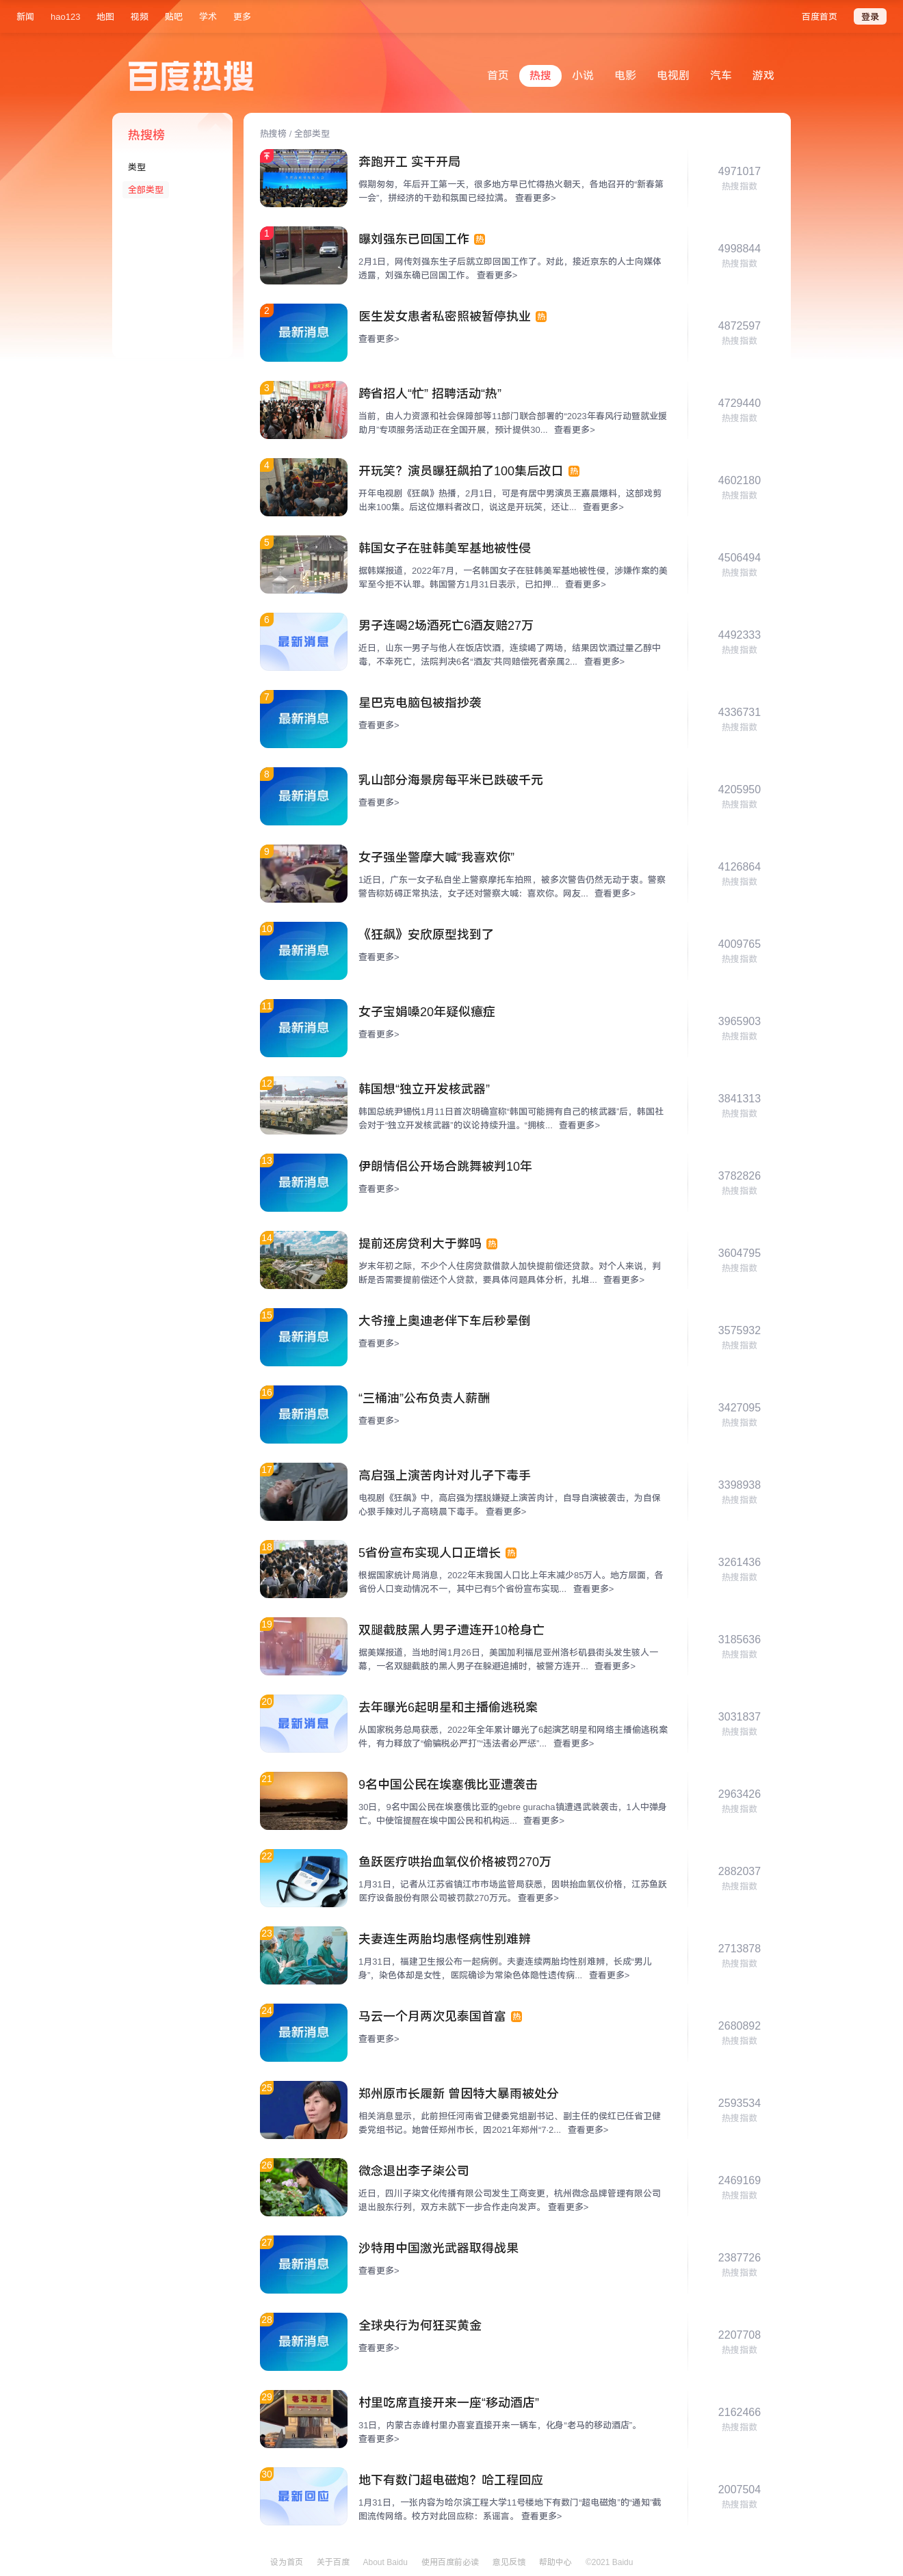 新闻 hao123 地图 视频 贴吧 学术 更多 百度首页 登录
百度热搜
首页 热搜 小说 电影 电视剧 汽车 游戏
热搜榜
类型
全部类型
热搜榜 / 全部类型
奔跑开工 实干开局
假期匆匆，年后开工第一天，很多地方早已忙得热火朝天，各地召开的“新春第
一会”，拼经济的干劲和氛围已经拉满。 查看更多>
4971017
热搜指数
1
曝刘强东已回国工作 热
2月1日，网传刘强东生子后就立即回国工作了。对此，接近京东的人士向媒体
透露，刘强东确已回国工作。 查看更多>
4998844
热搜指数
2
最新消息
医生发女患者私密照被暂停执业 热
查看更多>
4872597
热搜指数
3
跨省招人“忙” 招聘活动“热”
当前，由人力资源和社会保障部等11部门联合部署的“2023年春风行动暨就业援
助月”专项服务活动正在全国开展，预计提供30... 查看更多>
4729440
热搜指数
4
开玩笑？演员曝狂飙拍了100集后改口 热
开年电视剧《狂飙》热播，2月1日，可是有居中男演员王嘉晨爆料，这部戏剪
出来100集。后这位爆料者改口，说这是开玩笑，还让... 查看更多>
4602180
热搜指数
5
韩国女子在驻韩美军基地被性侵
据韩媒报道，2022年7月，一名韩国女子在驻韩美军基地被性侵，涉嫌作案的美
军至今拒不认罪。韩国警方1月31日表示，已扣押... 查看更多>
4506494
热搜指数
6
最新消息
男子连喝2场酒死亡6酒友赔27万
近日，山东一男子与他人在饭店饮酒，连续喝了两场，结果因饮酒过量乙醇中
毒，不幸死亡，法院判决6名“酒友”共同赔偿死者亲属2... 查看更多>
4492333
热搜指数
7
最新消息
星巴克电脑包被指抄袭
查看更多>
4336731
热搜指数
8
最新消息
乳山部分海景房每平米已跌破千元
查看更多>
4205950
热搜指数
9
女子强坐警摩大喊“我喜欢你”
1近日，广东一女子私自坐上警察摩托车拍照，被多次警告仍然无动于衷。警察
警告你妨碍正常执法，女子还对警察大喊：喜欢你。网友... 查看更多>
4126864
热搜指数
10
最新消息
《狂飙》安欣原型找到了
查看更多>
4009765
热搜指数
11
最新消息
女子宝娟嗓20年疑似癔症
查看更多>
3965903
热搜指数
12
韩国想“独立开发核武器”
韩国总统尹锡悦1月11日首次明确宣称“韩国可能拥有自己的核武器”后，韩国社
会对于“独立开发核武器”的议论持续升温。“拥核... 查看更多>
3841313
热搜指数
13
最新消息
伊朗情侣公开场合跳舞被判10年
查看更多>
3782826
热搜指数
14
提前还房贷利大于弊吗 热
岁末年初之际，不少个人住房贷款借款人加快提前偿还贷款。对个人来说，判
断是否需要提前偿还个人贷款，要具体问题具体分析，扎堆... 查看更多>
3604795
热搜指数
15
最新消息
大爷撞上奥迪老伴下车后秒晕倒
查看更多>
3575932
热搜指数
16
最新消息
“三桶油”公布负责人薪酬
查看更多>
3427095
热搜指数
17
高启强上演苦肉计对儿子下毒手
电视剧《狂飙》中，高启强为摆脱嫌疑上演苦肉计，自导自演被袭击，为自保
心狠手辣对儿子高晓晨下毒手。 查看更多>
3398938
热搜指数
18
5省份宣布实现人口正增长 热
根据国家统计局消息，2022年末我国人口比上年末减少85万人。地方层面，各
省份人口变动情况不一，其中已有5个省份宣布实现... 查看更多>
3261436
热搜指数
19
双腿截肢黑人男子遭连开10枪身亡
据美媒报道，当地时间1月26日，美国加利福尼亚州洛杉矶县街头发生骇人一
幕，一名双腿截肢的黑人男子在躲避追捕时，被警方连开... 查看更多>
3185636
热搜指数
20
最新消息
去年曝光6起明星和主播偷逃税案
从国家税务总局获悉，2022年全年累计曝光了6起演艺明星和网络主播偷逃税案
件，有力释放了“偷骗税必严打”“违法者必严惩”... 查看更多>
3031837
热搜指数
21
9名中国公民在埃塞俄比亚遭袭击
30日，9名中国公民在埃塞俄比亚的gebre guracha镇遭遇武装袭击，1人中弹身
亡。中使馆提醒在埃中国公民和机构远... 查看更多>
2963426
热搜指数
22
鱼跃医疗哄抬血氧仪价格被罚270万
1月31日，记者从江苏省镇江市市场监管局获悉，因哄抬血氧仪价格，江苏鱼跃
医疗设备股份有限公司被罚款270万元。 查看更多>
2882037
热搜指数
23
夫妻连生两胎均患怪病性别难辨
1月31日，福建卫生报公布一起病例。夫妻连续两胎均性别难辨，长成“男儿
身”，染色体却是女性，医院确诊为常染色体隐性遗传病... 查看更多>
2713878
热搜指数
24
最新消息
马云一个月两次见泰国首富 热
查看更多>
2680892
热搜指数
25
郑州原市长履新 曾因特大暴雨被处分
相关消息显示，此前担任河南省卫健委党组副书记、副主任的侯红已任省卫健
委党组书记。她曾任郑州市长，因2021年郑州“7·2... 查看更多>
2593534
热搜指数
26
微念退出李子柒公司
近日，四川子柒文化传播有限公司发生工商变更，杭州微念品牌管理有限公司
退出股东行列，双方未就下一步合作走向发声。 查看更多>
2469169
热搜指数
27
最新消息
沙特用中国激光武器取得战果
查看更多>
2387726
热搜指数
28
最新消息
全球央行为何狂买黄金
查看更多>
2207708
热搜指数
29
老马酒店
村里吃席直接开来一座“移动酒店”
31日，内蒙古赤峰村里办喜宴直接开来一辆车，化身“老马的移动酒店”。
查看更多>
2162466
热搜指数
30
最新回应
地下有数门超电磁炮？哈工程回应
1月31日，一张内容为哈尔滨工程大学11号楼地下有数门“超电磁炮”的“通知”截
图流传网络。校方对此回应称：系谣言。 查看更多>
2007504
热搜指数
设为首页 关于百度 About Baidu 使用百度前必读 意见反馈 帮助中心 ©2021 Baidu